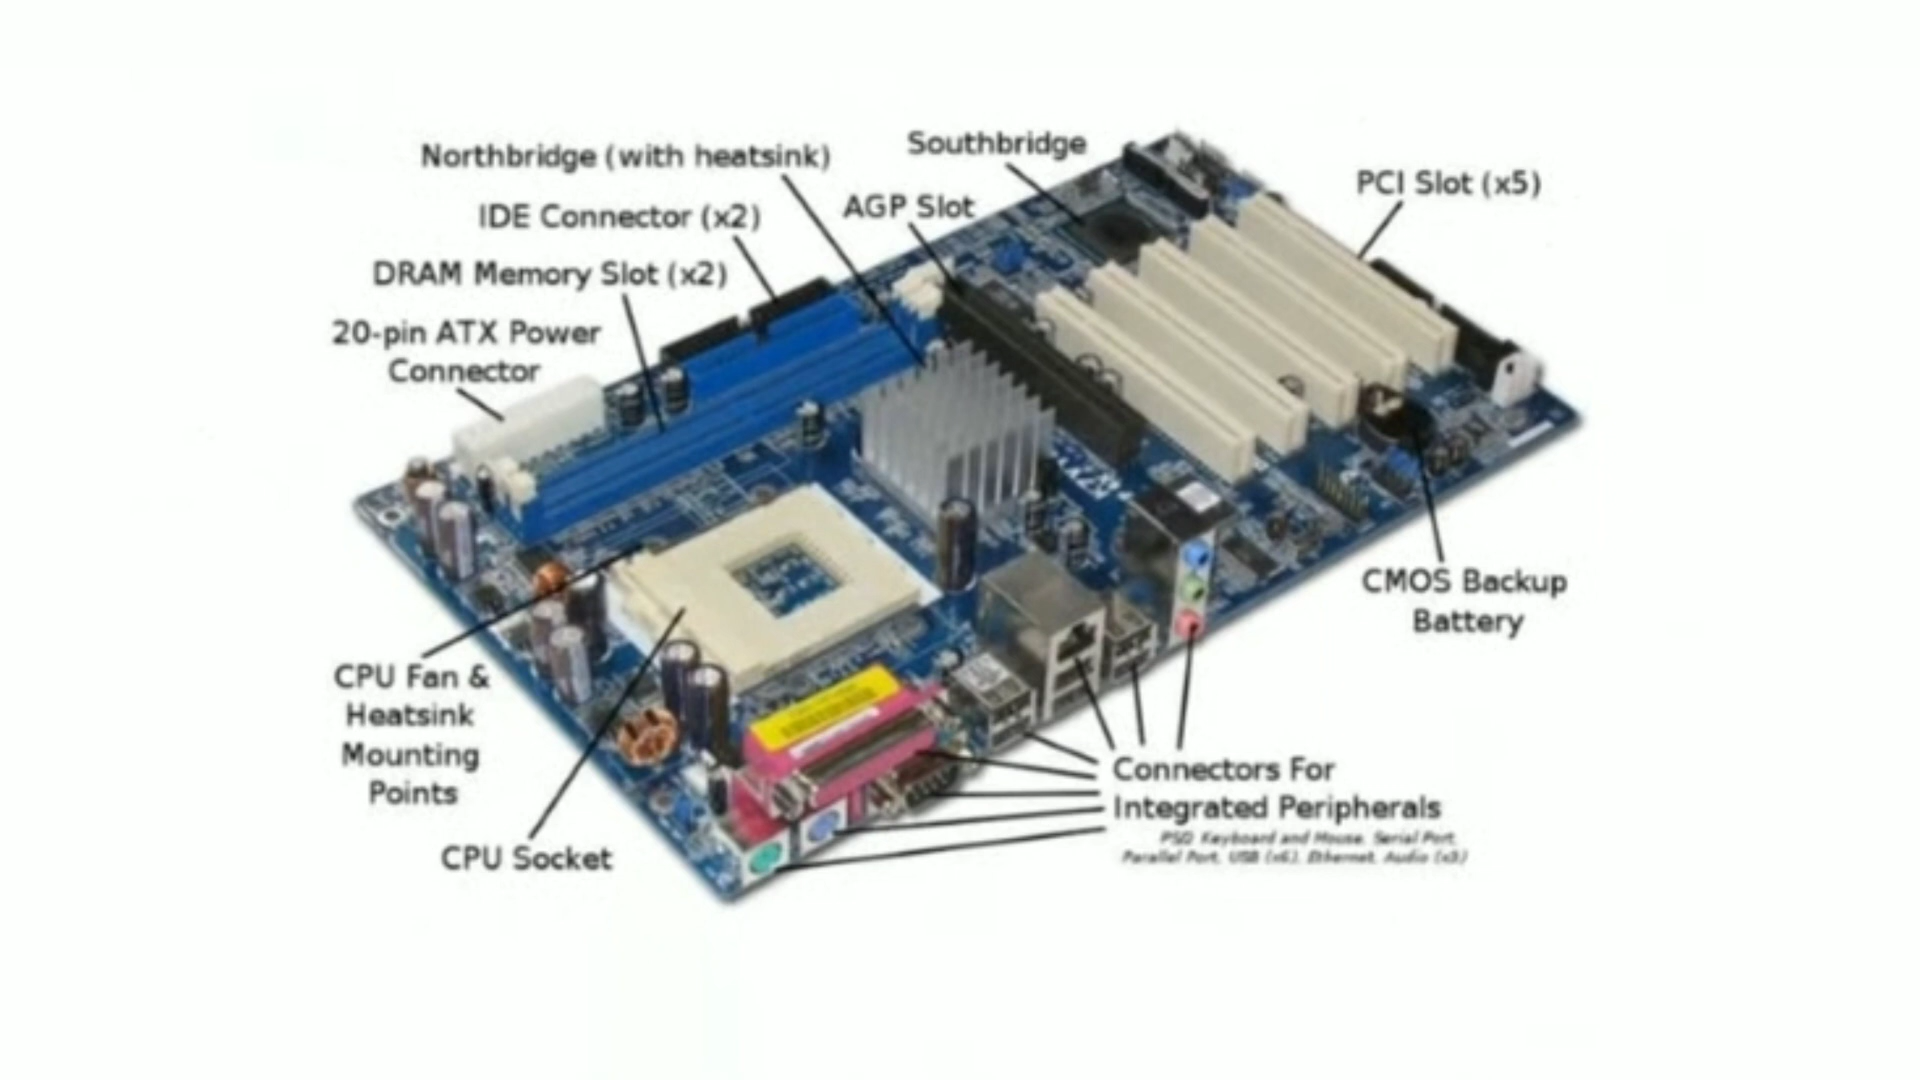 Northbridge (with heatsink)
Southbridge
IDE Connector (x2)
AGP Slot
PCI Slot (x5)
DRAM Memory Slot (x2)
20-pin ATX Power
Connector
CMOS Backup
Battery
CPU Fan &
Heatsink
Mounting
Points
CPU Socket
Connectors For
Integrated Peripherals
Keyboard and Mouse, Serial Port,
Parallel Port, USB (x6), Ethernet, Audio (x3)